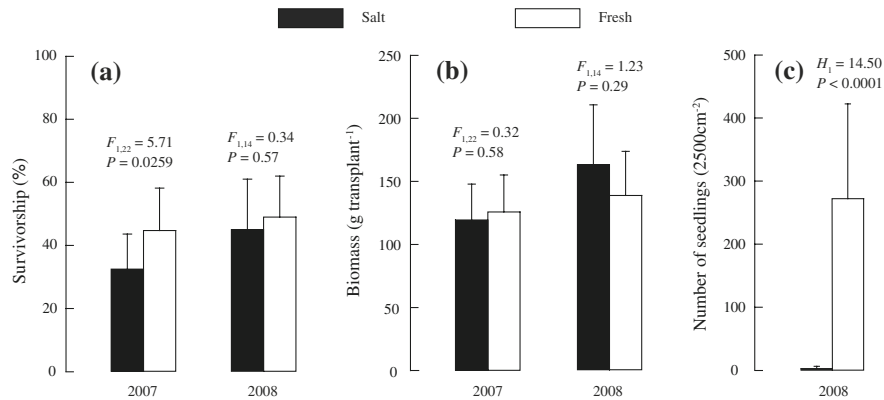 Salt
Fresh
(a)
Survivorship (%)
100
80
60
40
20
0
F1,22 = 5.71
P = 0.0259
F1,14 = 0.34
P = 0.57
2007
2008
(b)
Biomass (g transplant⁻¹)
250
200
150
100
50
0
F1,22 = 0.32
P = 0.58
F1,14 = 1.23
P = 0.29
2007
2008
(c)
Number of seedlings (2500cm⁻²)
500
400
300
200
100
0
H1 = 14.50
P < 0.0001
2008